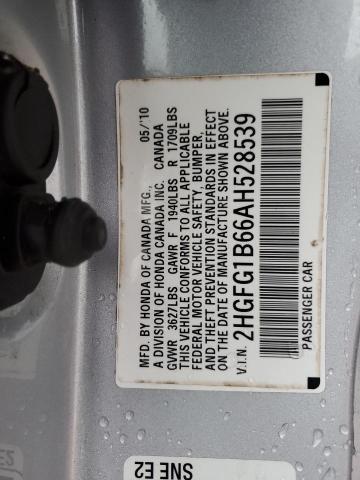 MFD. BY HONDA OF CANADA MFG., 05/'10
A DIVISION OF HONDA CANADA INC. CANADA
GVWR 3627LBS GAWR F 1940LBS R 1709LBS
THIS VEHICLE CONFORMS TO ALL APPLICABLE
FEDERAL MOTOR VEHICLE SAFETY, BUMPER,
AND THEFT PREVENTION STANDARDS IN EFFECT
ON THE DATE OF MANUFACTURE SHOWN ABOVE.
V.I.N. 2HGFG1B66AH528539
PASSENGER CAR
SNE E2